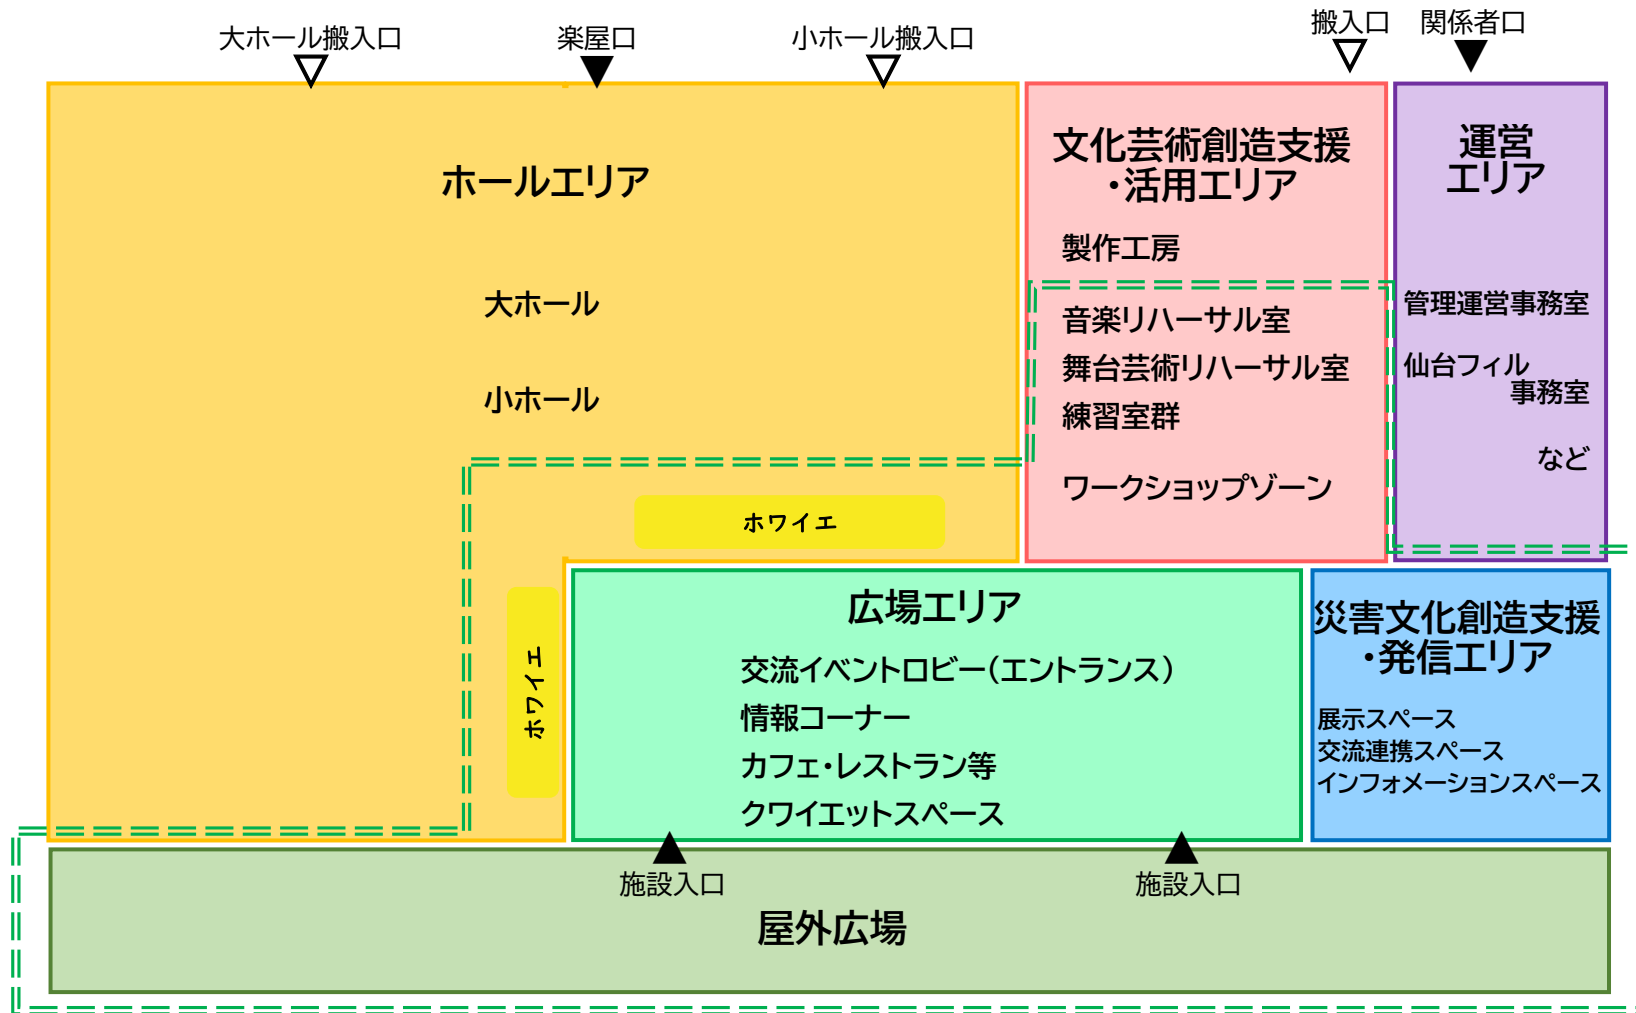 大ホール搬入口
楽屋口
小ホール搬入口
搬入口
関係者口
ホールエリア
大ホール
小ホール
ホワイエ
ホワイエ
文化芸術創造支援
・活用エリア
製作工房
音楽リハーサル室
舞台芸術リハーサル室
練習室群
ワークショップゾーン
運営
エリア
管理運営事務室
仙台フィル
事務室
など
広場エリア
交流イベントロビー(エントランス)
情報コーナー
カフェ・レストラン等
クワイエットスペース
災害文化創造支援
・発信エリア
展示スペース
交流連携スペース
インフォメーションスペース
施設入口
施設入口
屋外広場